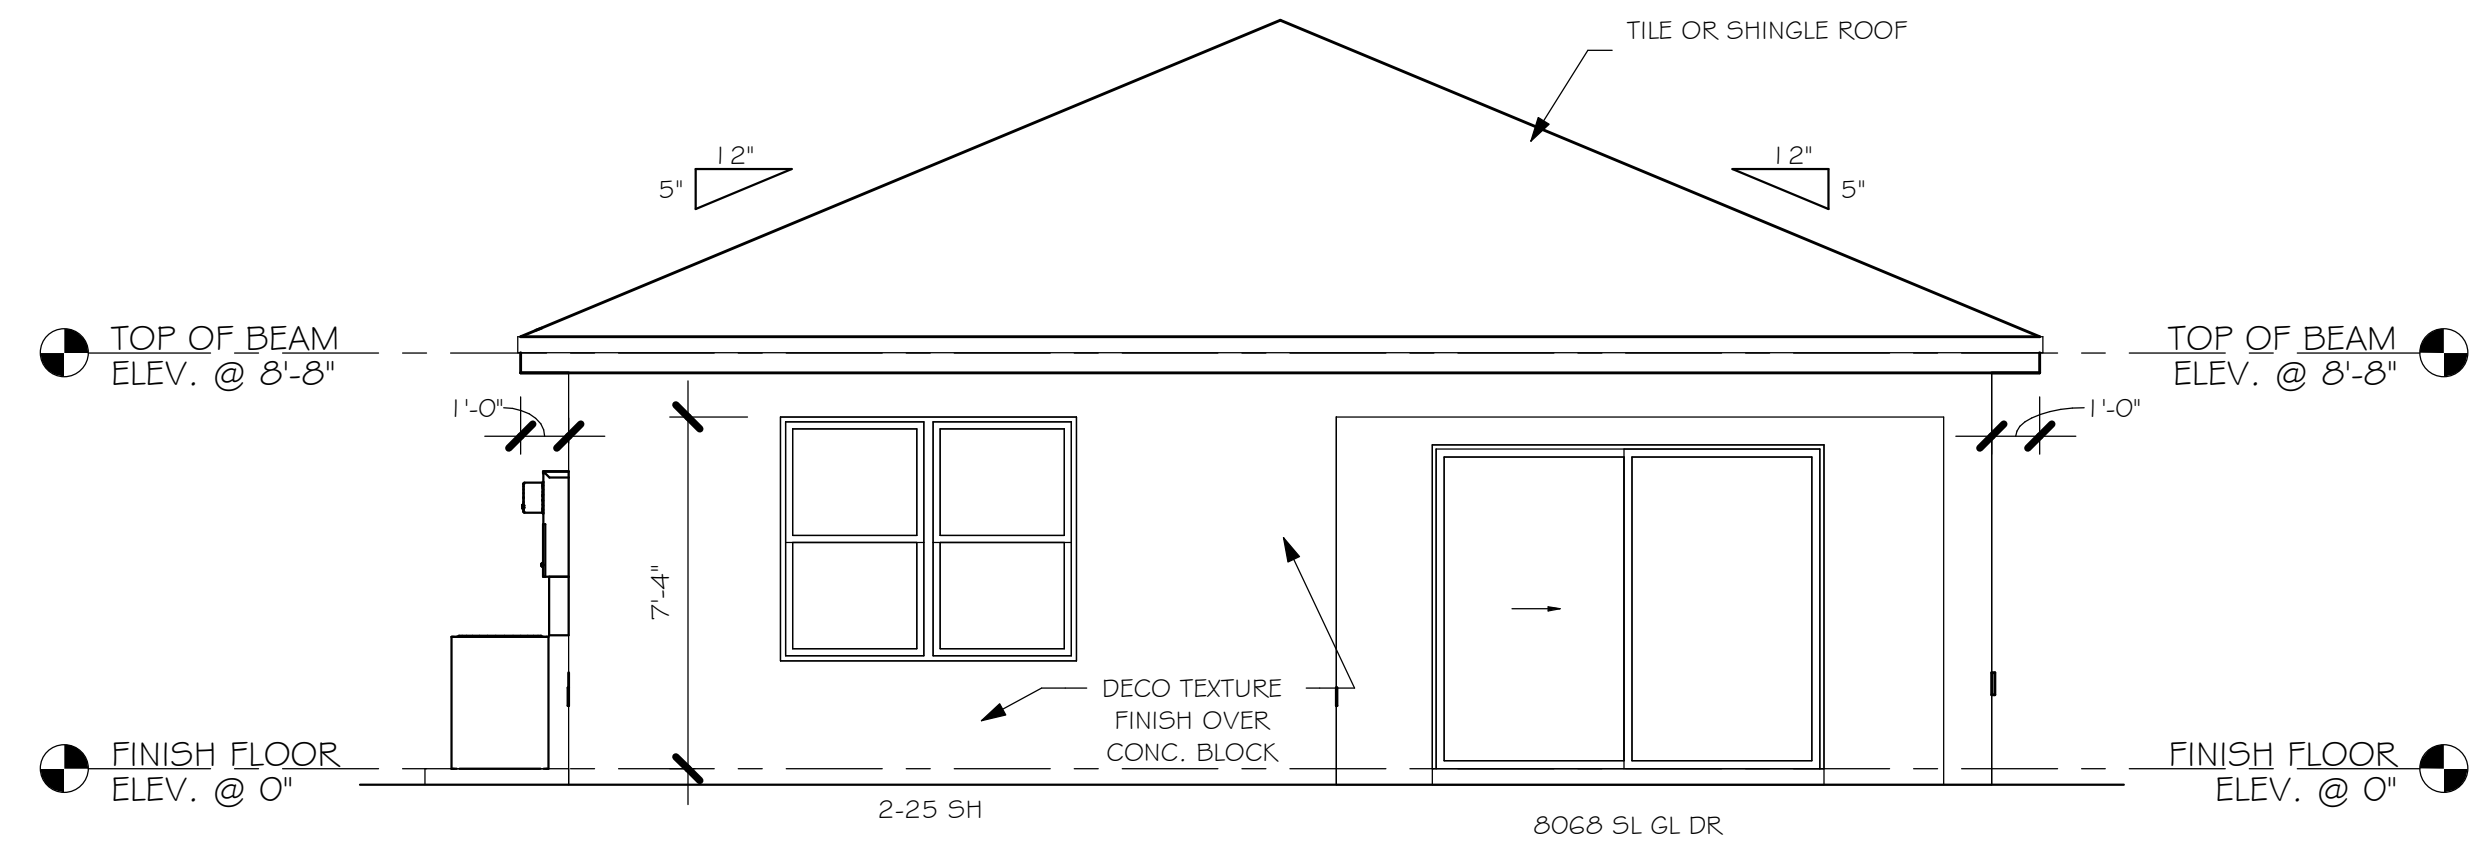 TILE OR SHINGLE ROOF
12"
5"
12"
5"
TOP OF BEAM
ELEV. @ 8'-8"
TOP OF BEAM
ELEV. @ 8'-8"
1'-0"
1'-0"
7'-4"
DECO TEXTURE
FINISH OVER
CONC. BLOCK
FINISH FLOOR
ELEV. @ 0"
FINISH FLOOR
ELEV. @ 0"
2-25 SH
8068 SL GL DR